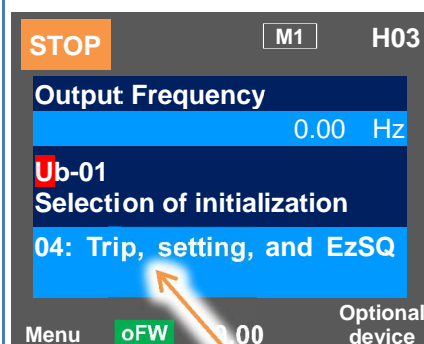 STOP M1 H03
Output Frequency
0.00 Hz
Ub-01
Selection of initialization
04: Trip, setting, and EzSQ
Optional
Menu oFW 0.00 device